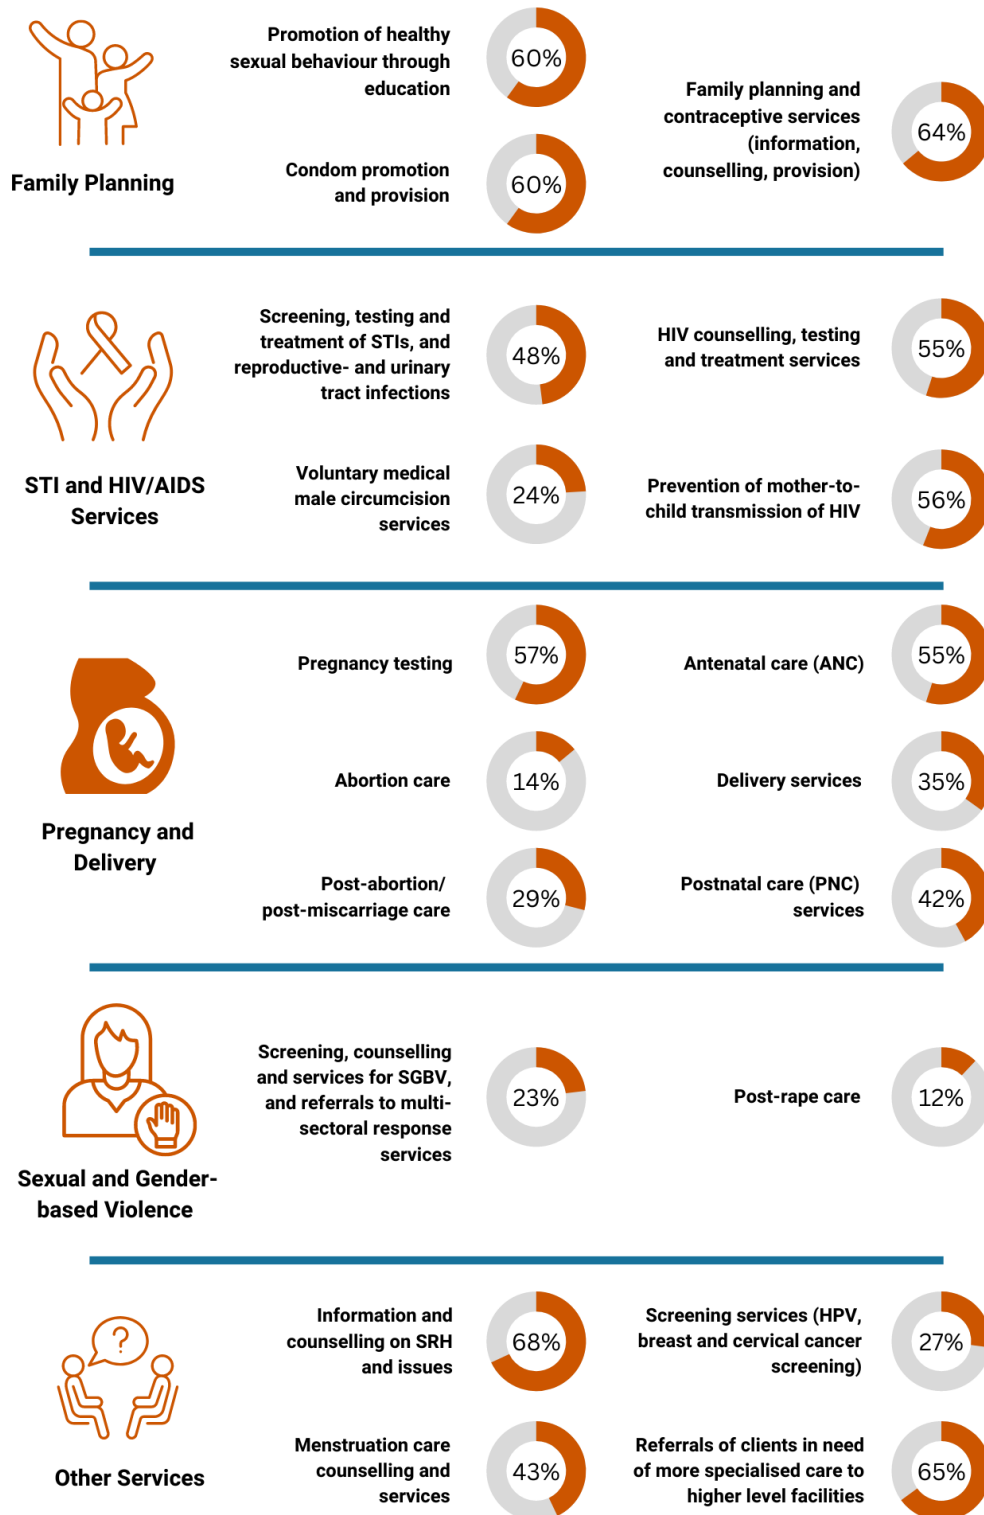 Promotion of healthy
sexual behaviour through
education
60%
Family planning and
contraceptive services
(information,
counselling, provision)
64%
Family Planning
Condom promotion
and provision
60%
Screening, testing and
treatment of STIs, and
reproductive- and urinary
tract infections
48%
HIV counselling, testing
and treatment services
55%
STI and HIV/AIDS
Services
Voluntary medical
male circumcision
services
24%
Prevention of mother-to-
child transmission of HIV
56%
Pregnancy testing
57%
Antenatal care (ANC)
55%
Abortion care
14%
Delivery services
35%
Pregnancy and
Delivery
Post-abortion/
post-miscarriage care
29%
Postnatal care (PNC)
services
42%
Screening, counselling
and services for SGBV,
and referrals to multi-
sectoral response
services
23%
Post-rape care
12%
Sexual and Gender-
based Violence
Information and
counselling on SRH
and issues
68%
Screening services (HPV,
breast and cervical cancer
screening)
27%
?
Other Services
Menstruation care
counselling and
services
43%
Referrals of clients in need
of more specialised care to
higher level facilities
65%